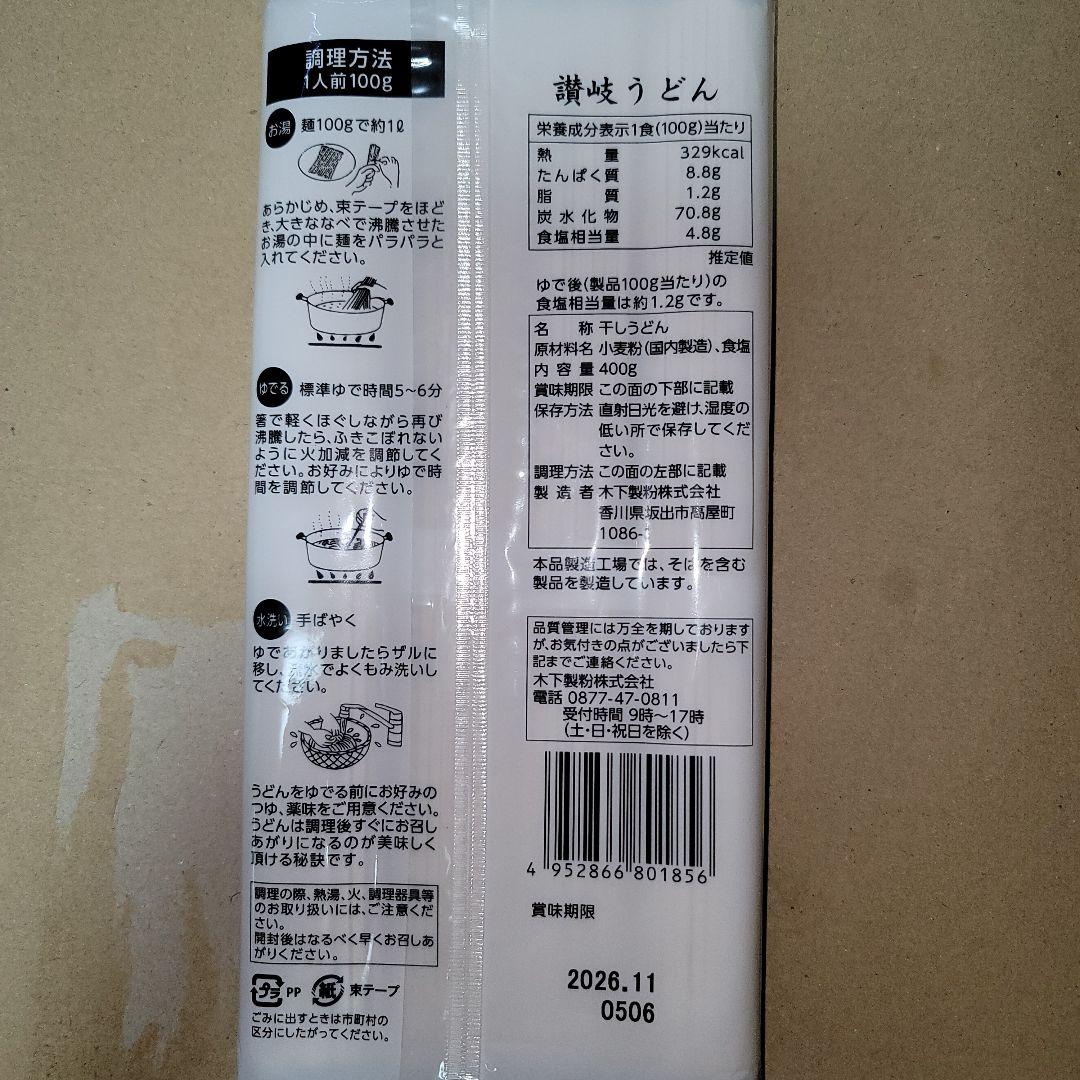 調理方法
1人前100g
お湯 麺100gで約1ℓ
あらかじめ、束テープをほど
き、大きななべで沸騰させた
お湯の中に麺をパラパラと
入れてください。
ゆでる 標準ゆで時間5~6分
箸で軽くほぐしながら再び
沸騰したら、ふきこぼれない
ように火加減を調節してく
ださい。お好みによりゆで時
間を調節してください。
水洗い 手ばやく
ゆであがりましたらザルに
移し、流水でよくもみ洗いし
てください。
うどんをゆでる前にお好みの
つゆ、薬味をご用意ください。
うどんは調理後すぐにお召し
あがりになるのが美味しく
頂ける秘訣です。
調理の際、熱湯、火、調理器具等
のお取り扱いには、ご注意くだ
さい。
開封後はなるべく早くお召しあ
がりください。
プラ PP 紙 束テープ
ごみに出すときは市町村の
区分にしたがってください。
讃岐うどん
栄養成分表示1食(100g)当たり
熱量 329kcal
たんぱく質 8.8g
脂質 1.2g
炭水化物 70.8g
食塩相当量 4.8g
推定値
ゆで後(製品100g当たり)の
食塩相当量は約1.2gです。
名称 干しうどん
原材料名 小麦粉(国内製造)、食塩
内容量 400g
賞味期限 この面の下部に記載
保存方法 直射日光を避け、湿度の
低い所で保存してくだ
さい。
調理方法 この面の左部に記載
製造者 木下製粉株式会社
香川県坂出市高屋町
1086-1
本品製造工場では、そばを含む
製品を製造しています。
品質管理には万全を期しております
が、お気付きの点がございましたら下
記までご連絡ください。
木下製粉株式会社
電話 0877-47-0811
受付時間 9時~17時
(土・日・祝日を除く)
4 952866 801856
賞味期限
2026.11
0506